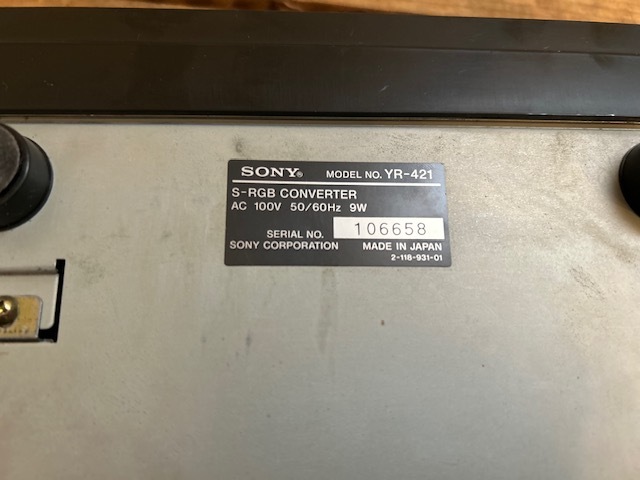 SONY® MODEL NO. YR-421
S-RGB CONVERTER
AC 100V 50/60Hz 9W
SERIAL NO. 106658
SONY CORPORATION MADE IN JAPAN
2-118-931-01